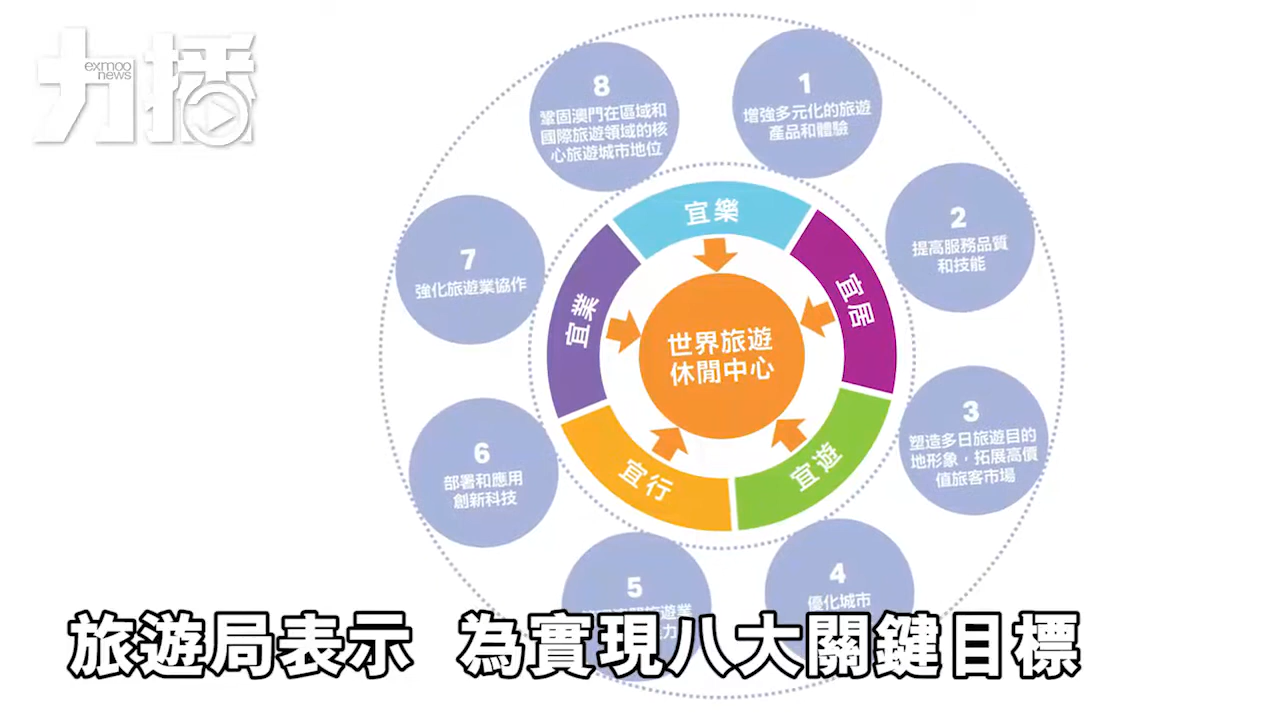 力播
exmoo
news
8
鞏固澳門在區域和
國際旅遊領域的核
心旅遊城市地位
1
增強多元化的旅遊
產品和體驗
2
提高服務品質
和技能
3
塑造多日旅遊目的
地形象，拓展高價
值旅客市場
4
優化城市
5
6
部署和應用
創新科技
7
強化旅遊業協作
宜樂
宜居
宜遊
宜行
宜業
世界旅遊
休閒中心
旅遊局表示 為實現八大關鍵目標